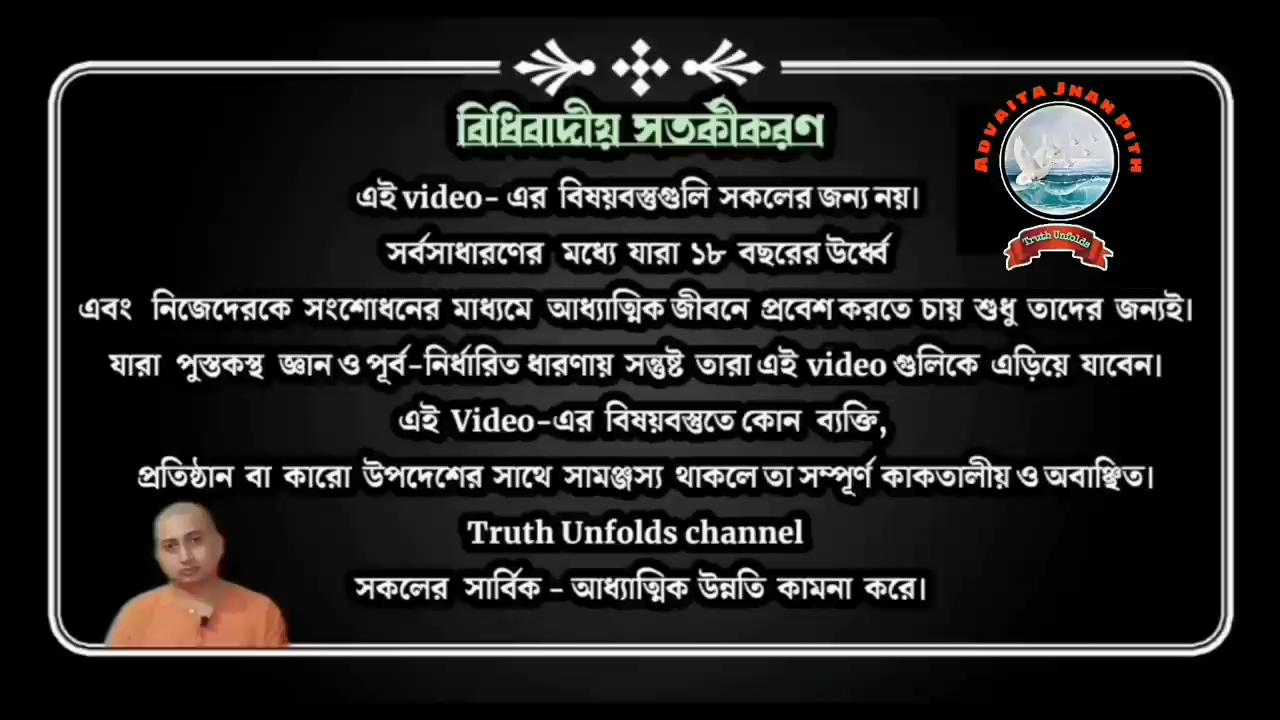 বিধিবাদীয় সতর্কীকরণ
ADVAITA JNAN PITH
Truth Unfolds
এই video- এর বিষয়বস্তুগুলি সকলের জন্য নয়।
সর্বসাধারণের মধ্যে যারা ১৮ বছরের উর্ধ্বে
এবং নিজেদেরকে সংশোধনের মাধ্যমে আধ্যাত্মিক জীবনে প্রবেশ করতে চায় শুধু তাদের জন্যই।
যারা পুস্তকস্থ জ্ঞান ও পূর্ব-নির্ধারিত ধারণায় সন্তুষ্ট তারা এই video গুলিকে এড়িয়ে যাবেন।
এই Video-এর বিষয়বস্তুতে কোন ব্যক্তি,
প্রতিষ্ঠান বা কারো উপদেশের সাথে সামঞ্জস্য থাকলে তা সম্পূর্ণ কাকতালীয় ও অবাঞ্ছিত।
Truth Unfolds channel
সকলের সার্বিক - আধ্যাত্মিক উন্নতি কামনা করে।